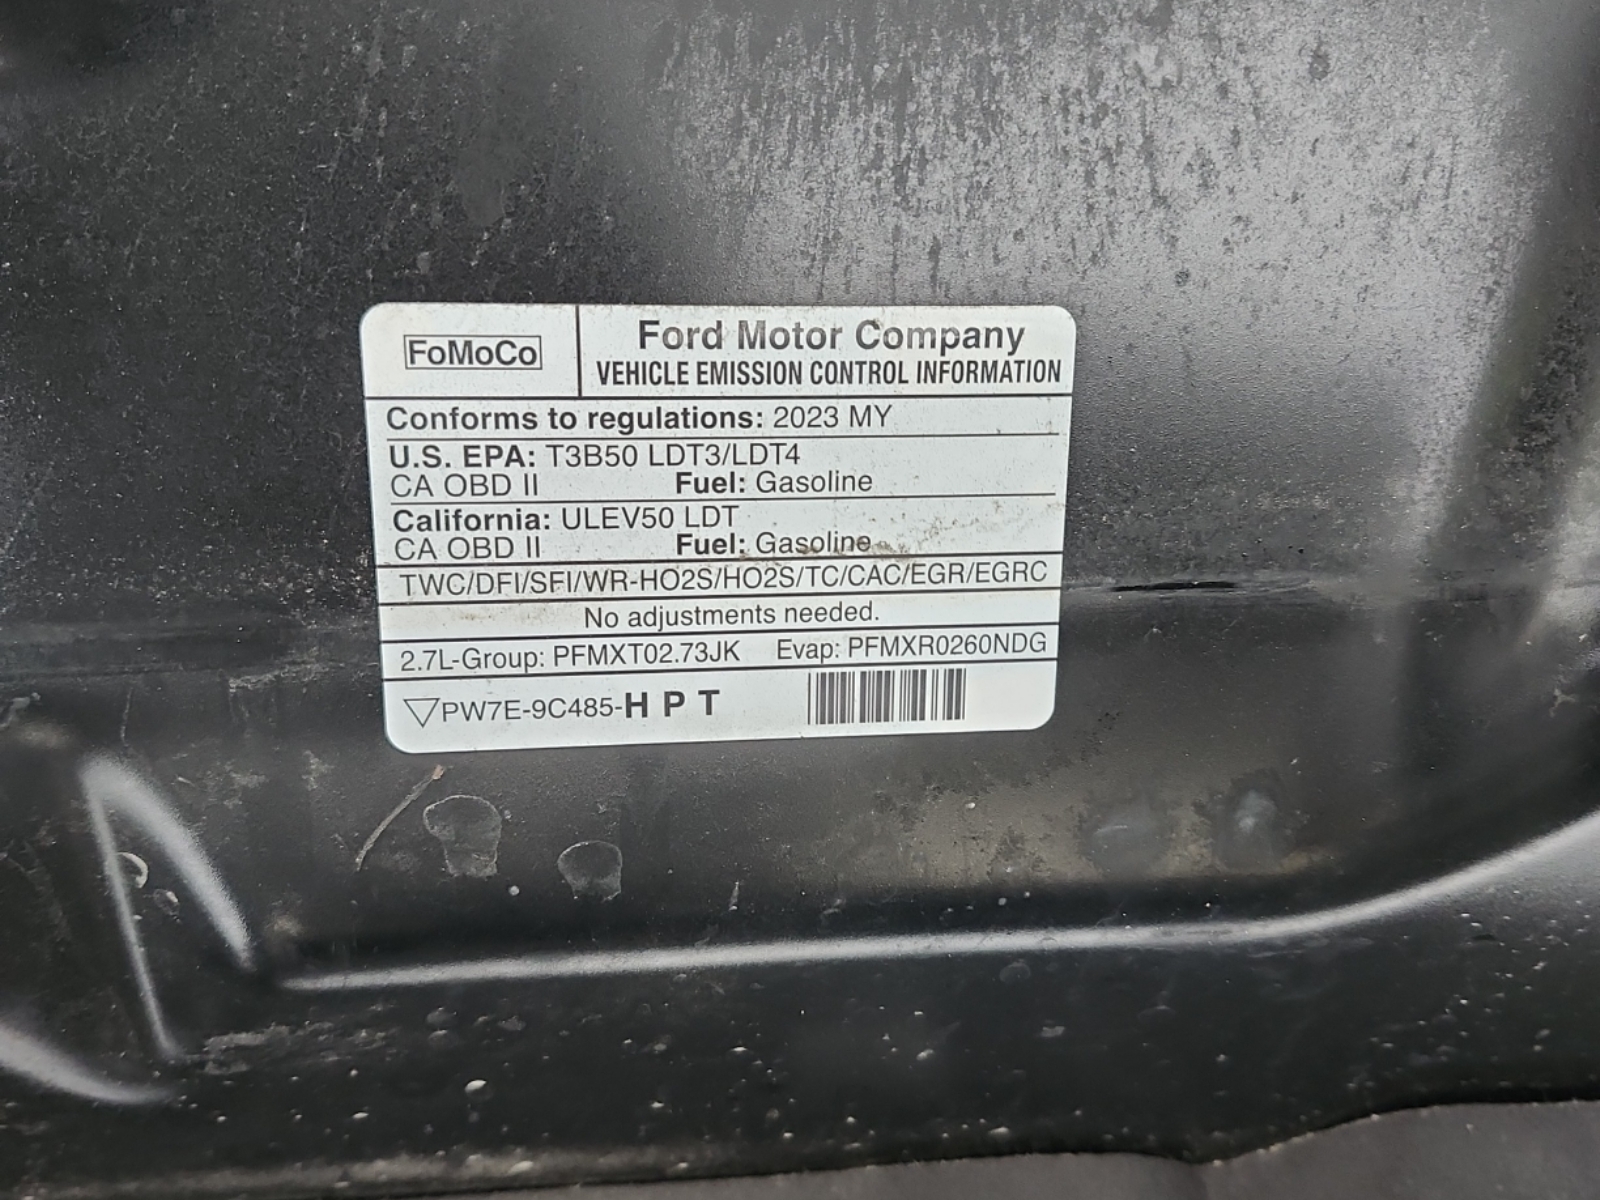 FoMoCo
Ford Motor Company
VEHICLE EMISSION CONTROL INFORMATION
Conforms to regulations: 2023 MY
U.S. EPA: T3B50 LDT3/LDT4
CA OBD II Fuel: Gasoline
California: ULEV50 LDT
CA OBD II Fuel: Gasoline
TWC/DFI/SFI/WR-HO2S/HO2S/TC/CAC/EGR/EGRC
No adjustments needed.
2.7L-Group: PFMXT02.73JK Evap: PFMXR0260NDG
PW7E-9C485-H P T